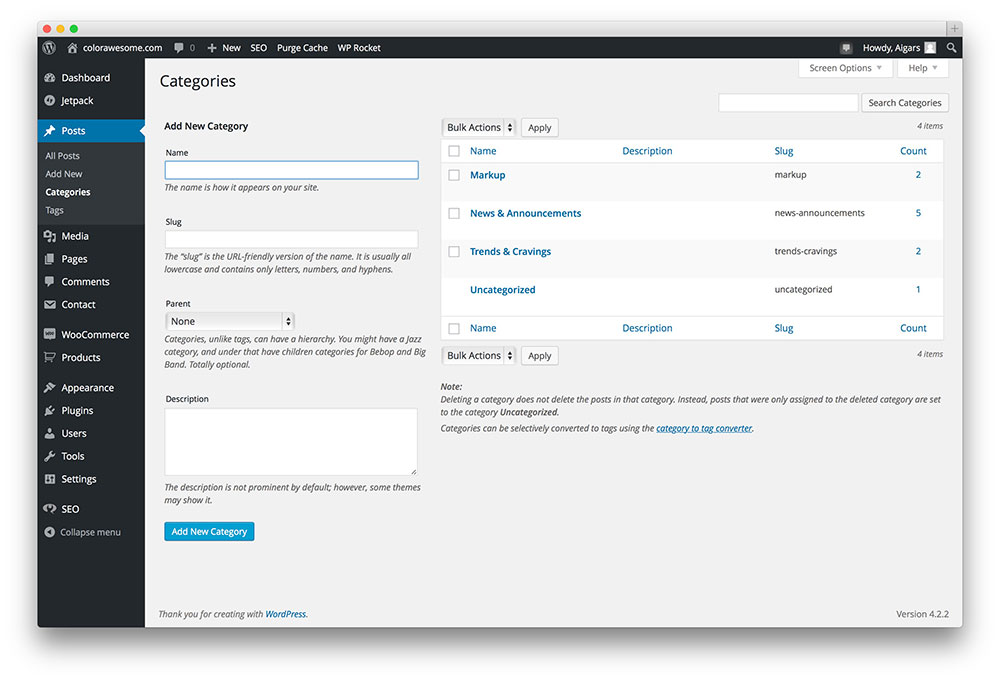 colorawesome.com 0 + New SEO Purge Cache WP Rocket Howdy, Aigars
Dashboard
Jetpack
Posts
All Posts
Add New
Categories
Tags
Media
Pages
Comments
Contact
WooCommerce
Products
Appearance
Plugins
Users
Tools
Settings
SEO
Collapse menu
Screen Options Help
Categories
Search Categories
Add New Category
Name
The name is how it appears on your site.
Slug
The “slug” is the URL-friendly version of the name. It is usually all
lowercase and contains only letters, numbers, and hyphens.
Parent
None
Categories, unlike tags, can have a hierarchy. You might have a Jazz
category, and under that have children categories for Bebop and Big
Band. Totally optional.
Description
The description is not prominent by default; however, some themes
may show it.
Add New Category
Bulk Actions Apply 4 items
Name Description Slug Count
Markup markup 2
News & Announcements news-announcements 5
Trends & Cravings trends-cravings 2
Uncategorized uncategorized 1
Name Description Slug Count
Bulk Actions Apply 4 items
Note:
Deleting a category does not delete the posts in that category. Instead, posts that were only assigned to the deleted category are set
to the category Uncategorized.
Categories can be selectively converted to tags using the category to tag converter.
Thank you for creating with WordPress. Version 4.2.2